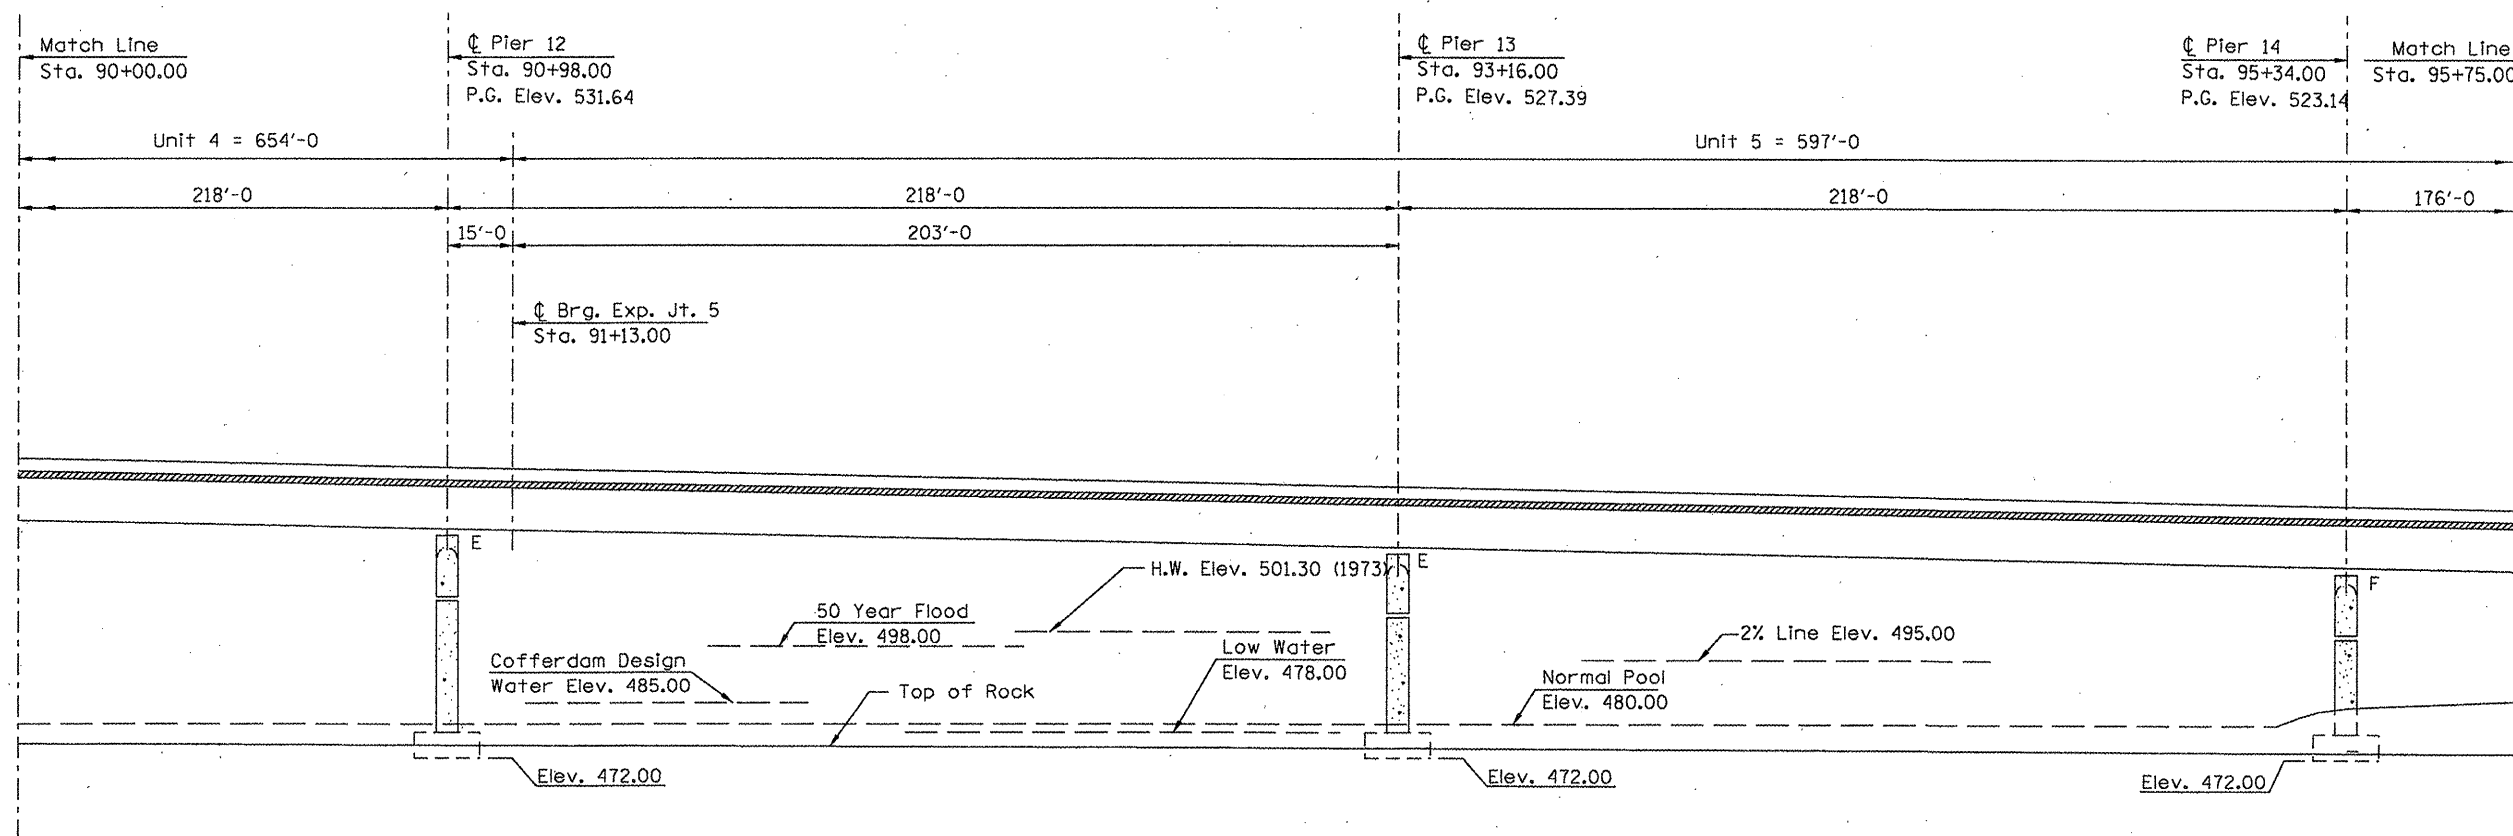 Match Line
Sta. 90+00.00
℄ Pier 12
Sta. 90+98.00
P.G. Elev. 531.64
℄ Pier 13
Sta. 93+16.00
P.G. Elev. 527.39
℄ Pier 14
Sta. 95+34.00
P.G. Elev. 523.14
Match Line
Sta. 95+75.00
Unit 4 = 654'-0
Unit 5 = 597'-0
218'-0
218'-0
218'-0
176'-0
15'-0
203'-0
℄ Brg. Exp. Jt. 5
Sta. 91+13.00
E
E
F
H.W. Elev. 501.30 (1973)
50 Year Flood
Elev. 498.00
2% Line Elev. 495.00
Cofferdam Design
Water Elev. 485.00
Low Water
Elev. 478.00
Top of Rock
Normal Pool
Elev. 480.00
Elev. 472.00
Elev. 472.00
Elev. 472.00